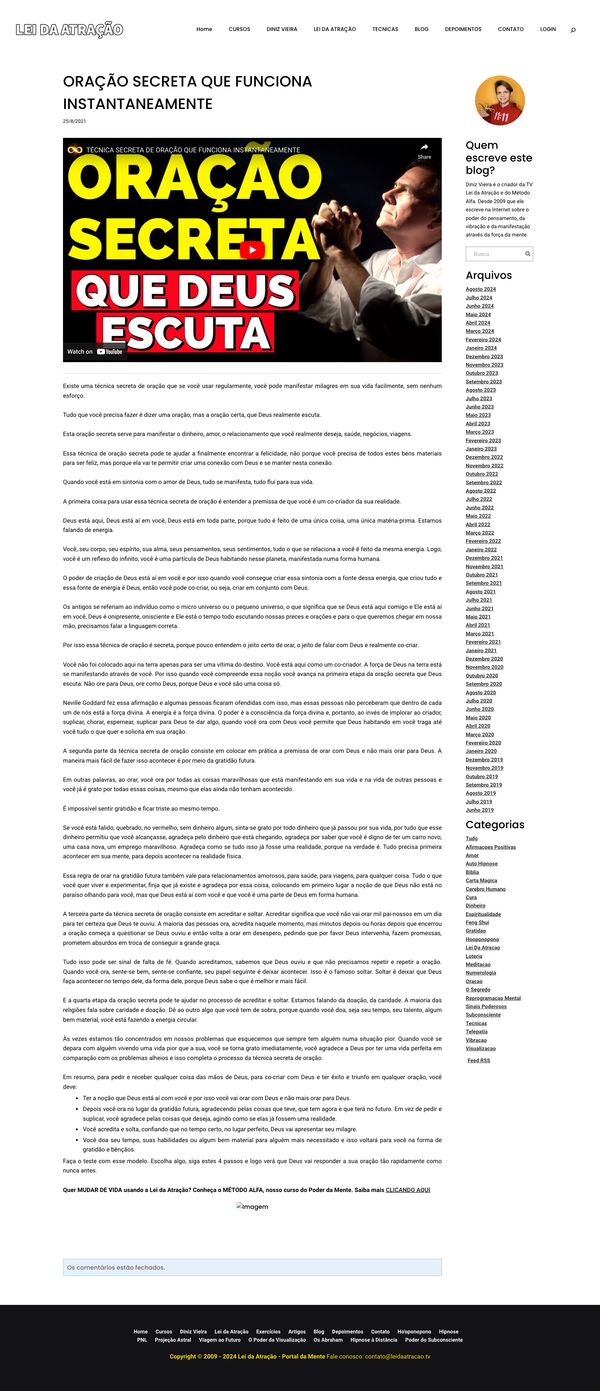 LEI DA ATRAÇÃO
Home CURSOS DINIZ VIEIRA LEI DA ATRAÇÃO TECNICAS BLOG DEPOIMENTOS CONTATO LOGIN
ORAÇÃO SECRETA QUE FUNCIONA
INSTANTANEAMENTE
25/8/2021
TÉCNICA SECRETA DE ORAÇÃO QUE FUNCIONA INSTANTANEAMENTE
Share
ORAÇÃO
SECRETA
QUE DEUS
ESCUTA
Watch on YouTube
Existe uma técnica secreta de oração que se você usar regularmente, você pode manifestar milagres em sua vida facilmente, sem nenhum
esforço.
Tudo que você precisa fazer é dizer uma oração, mas a oração certa, que Deus realmente escuta.
Esta oração secreta serve para manifestar o dinheiro, amor, o relacionamento que você realmente deseja, saúde, negócios, viagens.
Essa técnica de oração secreta pode te ajudar a finalmente encontrar a felicidade, não porque você precisa de todos estes bens materiais
para ser feliz, mas porque ela vai te permitir criar uma conexão com Deus e se manter nesta conexão.
Quando você está em sintonia com o amor de Deus, tudo se manifesta, tudo flui para sua vida.
A primeira coisa para usar essa técnica secreta de oração é entender a premissa de que você é um co-criador da sua realidade.
Deus está aqui, Deus está aí em você, Deus está em toda parte, porque tudo é feito de uma única coisa, uma única matéria-prima. Estamos
falando de energia.
Você, seu corpo, seu espírito, sua alma, seus pensamentos, seus sentimentos, tudo o que se relaciona a você é feito da mesma energia. Logo,
você é um reflexo do infinito, você é uma partícula de Deus habitando nesse planeta, manifestada numa forma humana.
O poder de criação de Deus está aí em você e por isso quando você consegue criar essa sintonia com a fonte dessa energia, que criou tudo e
essa fonte de energia é Deus, então você pode co-criar, ou seja, criar em conjunto com Deus.
Os antigos se referiam ao indivíduo como o micro universo ou o pequeno universo, o que significa que se Deus está aqui comigo e Ele está aí
em você, Deus é onipresente, onisciente e Ele está o tempo todo escutando nossas preces e orações e para o que queremos chegar em nossa
mão, precisamos falar a linguagem correta.
Por isso essa técnica de oração é secreta, porque pouco entendem o jeito certo de orar, o jeito de falar com Deus e realmente co-criar.
Você não foi colocado aqui na terra apenas para ser uma vítima do destino. Você está aqui como um co-criador. A força de Deus na terra está
se manifestando através de você. Por isso quando você compreende essa noção você avança na primeira etapa da oração secreta que Deus
escuta: Não ore para Deus, ore como Deus, porque Deus e você são uma coisa só.
Neville Goddard fez essa afirmação e algumas pessoas ficaram ofendidas com isso, mas essas pessoas não perceberam que dentro de cada
um de nós está a força divina. A energia é a força divina. O poder é a consciência da força divina e, portanto, ao invés de implorar ao criador,
suplicar, chorar, espernear, suplicar para Deus te dar algo, quando você ora com Deus você permite que Deus habitando em você traga até
você tudo o que quer e solicita em sua oração.
A segunda parte da técnica secreta de oração consiste em colocar em prática a premissa de orar com Deus e não mais orar para Deus. A
maneira mais fácil de fazer isso acontecer é por meio da gratidão futura.
Em outras palavras, ao orar, você ora por todas as coisas maravilhosas que está manifestando em sua vida e na vida de outras pessoas e
você já é grato por todas essas coisas, mesmo que elas ainda não tenham acontecido.
É impossível sentir gratidão e ficar triste ao mesmo tempo.
Se você está falido, quebrado, no vermelho, sem dinheiro algum, sinta-se grato por todo dinheiro que já passou por sua vida, por tudo que esse
dinheiro permitiu que você alcançasse, agradeça pelo dinheiro que está chegando, agradeça por saber que você é digno de ter um carro novo,
uma casa nova, um emprego maravilhoso. Agradeça como se tudo isso já fosse uma realidade, porque na verdade é. Tudo precisa primeira
acontecer em sua mente, para depois acontecer na realidade física.
Essa regra de orar na gratidão futura também vale para relacionamentos amorosos, para saúde, para viagens, para qualquer coisa. Tudo o que
você quer viver e experimentar, finja que já existe e agradeça por essa coisa, colocando em primeiro lugar a noção de que Deus não está no
paraíso olhando para você, mas que Deus está aí com você e que você é uma parte de Deus em forma humana.
A terceira parte da técnica secreta de oração consiste em acreditar e soltar. Acreditar significa que você não vai orar mil pai-nossos em um dia
para ter certeza que Deus te ouviu. A maioria das pessoas ora, acredita naquele momento, mas minutos depois ou horas depois que encerrou
a oração começa a questionar se Deus ouviu e então volta a orar em desespero, pedindo que por favor Deus intervenha, fazem promessas,
prometem absurdos em troca de conseguir a grande graça.
Tudo isso pode ser sinal de falta de fé. Quando acreditamos, sabemos que Deus ouviu e que não precisamos repetir e repetir a oração.
Quando você ora, sente-se bem, sente-se confiante, seu papel seguinte é deixar acontecer. Isso é o famoso soltar. Soltar é deixar de que Deus
faça acontecer no tempo dele, da forma dele, porque Deus sabe o que é melhor e mais fácil.
E a quarta etapa da oração secreta pode te ajudar no processo de acreditar e soltar. Estamos falando da doação, da caridade. A maioria das
religiões fala sobre caridade e doação. Dê ao outro algo que você tem de sobra, porque quando você doa, seja seu tempo, seu talento, algum
bem material, você está fazendo a energia circular.
Às vezes estamos tão concentrados em nossos problemas que esquecemos que sempre tem alguém numa situação pior. Quando você se
depara com alguém vivendo uma vida pior que a sua, você se torna grato imediatamente, você agradece a Deus por ter uma vida perfeita em
comparação com os problemas alheios e isso completa o processo da técnica secreta de oração.
Em resumo, para pedir e receber qualquer coisa das mãos de Deus, para co-criar com Deus e ter êxito e triunfo em qualquer oração, você
deve:
• Ter a noção que Deus está aí com você e por isso você vai orar com Deus e não mais orar para Deus.
• Depois você ora no lugar da gratidão futura, agradecendo pelas coisas que teve, que tem agora e que terá no futuro. Em vez de pedir e
suplicar, você agradece pelas coisas que deseja, agindo como se elas já fossem uma realidade.
• Você acredita e solta, confiando que no tempo certo, no lugar perfeito, Deus vai apresentar seu milagre.
• Você doa seu tempo, suas habilidades ou algum bem material para alguém mais necessitado e isso voltará para você na forma de
gratidão e bênçãos.
Faça o teste com esse modelo. Escolha algo, siga estes 4 passos e logo verá que Deus vai responder a sua oração tão rapidamente como
nunca antes.
Quer MUDAR DE VIDA usando a Lei da Atração? Conheça o MÉTODO ALFA, nosso curso do Poder da Mente. Saiba mais CLICANDO AQUI
Imagem
Os comentários estão fechados.
11:11
Quem
escreve este
blog?
Diniz Vieira é o criador da TV
Lei da Atração e do Método
Alfa. Desde 2009 que ele
escreve na Internet sobre o
poder do pensamento, da
vibração e da manifestação
através da força da mente.
Busca
Arquivos
Agosto 2024
Julho 2024
Junho 2024
Maio 2024
Abril 2024
Março 2024
Fevereiro 2024
Janeiro 2024
Dezembro 2023
Novembro 2023
Outubro 2023
Setembro 2023
Agosto 2023
Julho 2023
Junho 2023
Maio 2023
Abril 2023
Março 2023
Fevereiro 2023
Janeiro 2023
Dezembro 2022
Novembro 2022
Outubro 2022
Setembro 2022
Agosto 2022
Julho 2022
Junho 2022
Maio 2022
Abril 2022
Março 2022
Fevereiro 2022
Janeiro 2022
Dezembro 2021
Novembro 2021
Outubro 2021
Setembro 2021
Agosto 2021
Julho 2021
Junho 2021
Maio 2021
Abril 2021
Março 2021
Fevereiro 2021
Janeiro 2021
Dezembro 2020
Novembro 2020
Outubro 2020
Setembro 2020
Agosto 2020
Julho 2020
Junho 2020
Maio 2020
Abril 2020
Março 2020
Fevereiro 2020
Janeiro 2020
Dezembro 2019
Novembro 2019
Outubro 2019
Setembro 2019
Agosto 2019
Julho 2019
Junho 2019
Categorias
Tudo
Afirmacoes Positivas
Amor
Auto Hipnose
Biblia
Carta Magica
Cerebro Humano
Cura
Dinheiro
Espiritualidade
Feng Shui
Gratidao
Hooponopono
Lei Da Atracao
Loteria
Meditacao
Numerologia
Oracao
O Segredo
Reprogramacao Mental
Sinais Poderosos
Subconsciente
Tecnicas
Telepatia
Vibracao
Visualizacao
Feed RSS
Home Cursos Diniz Vieira Lei da Atração Exercícios Artigos Blog Depoimentos Contato Ho'oponopono Hipnose
PNL Projeção Astral Viagem ao Futuro O Poder da Visualização Os Abraham Hipnose à Distância Poder do Subconsciente
Copyright © 2009 - 2024 Lei da Atração - Portal da Mente Fale conosco: contato@leidaatracao.tv